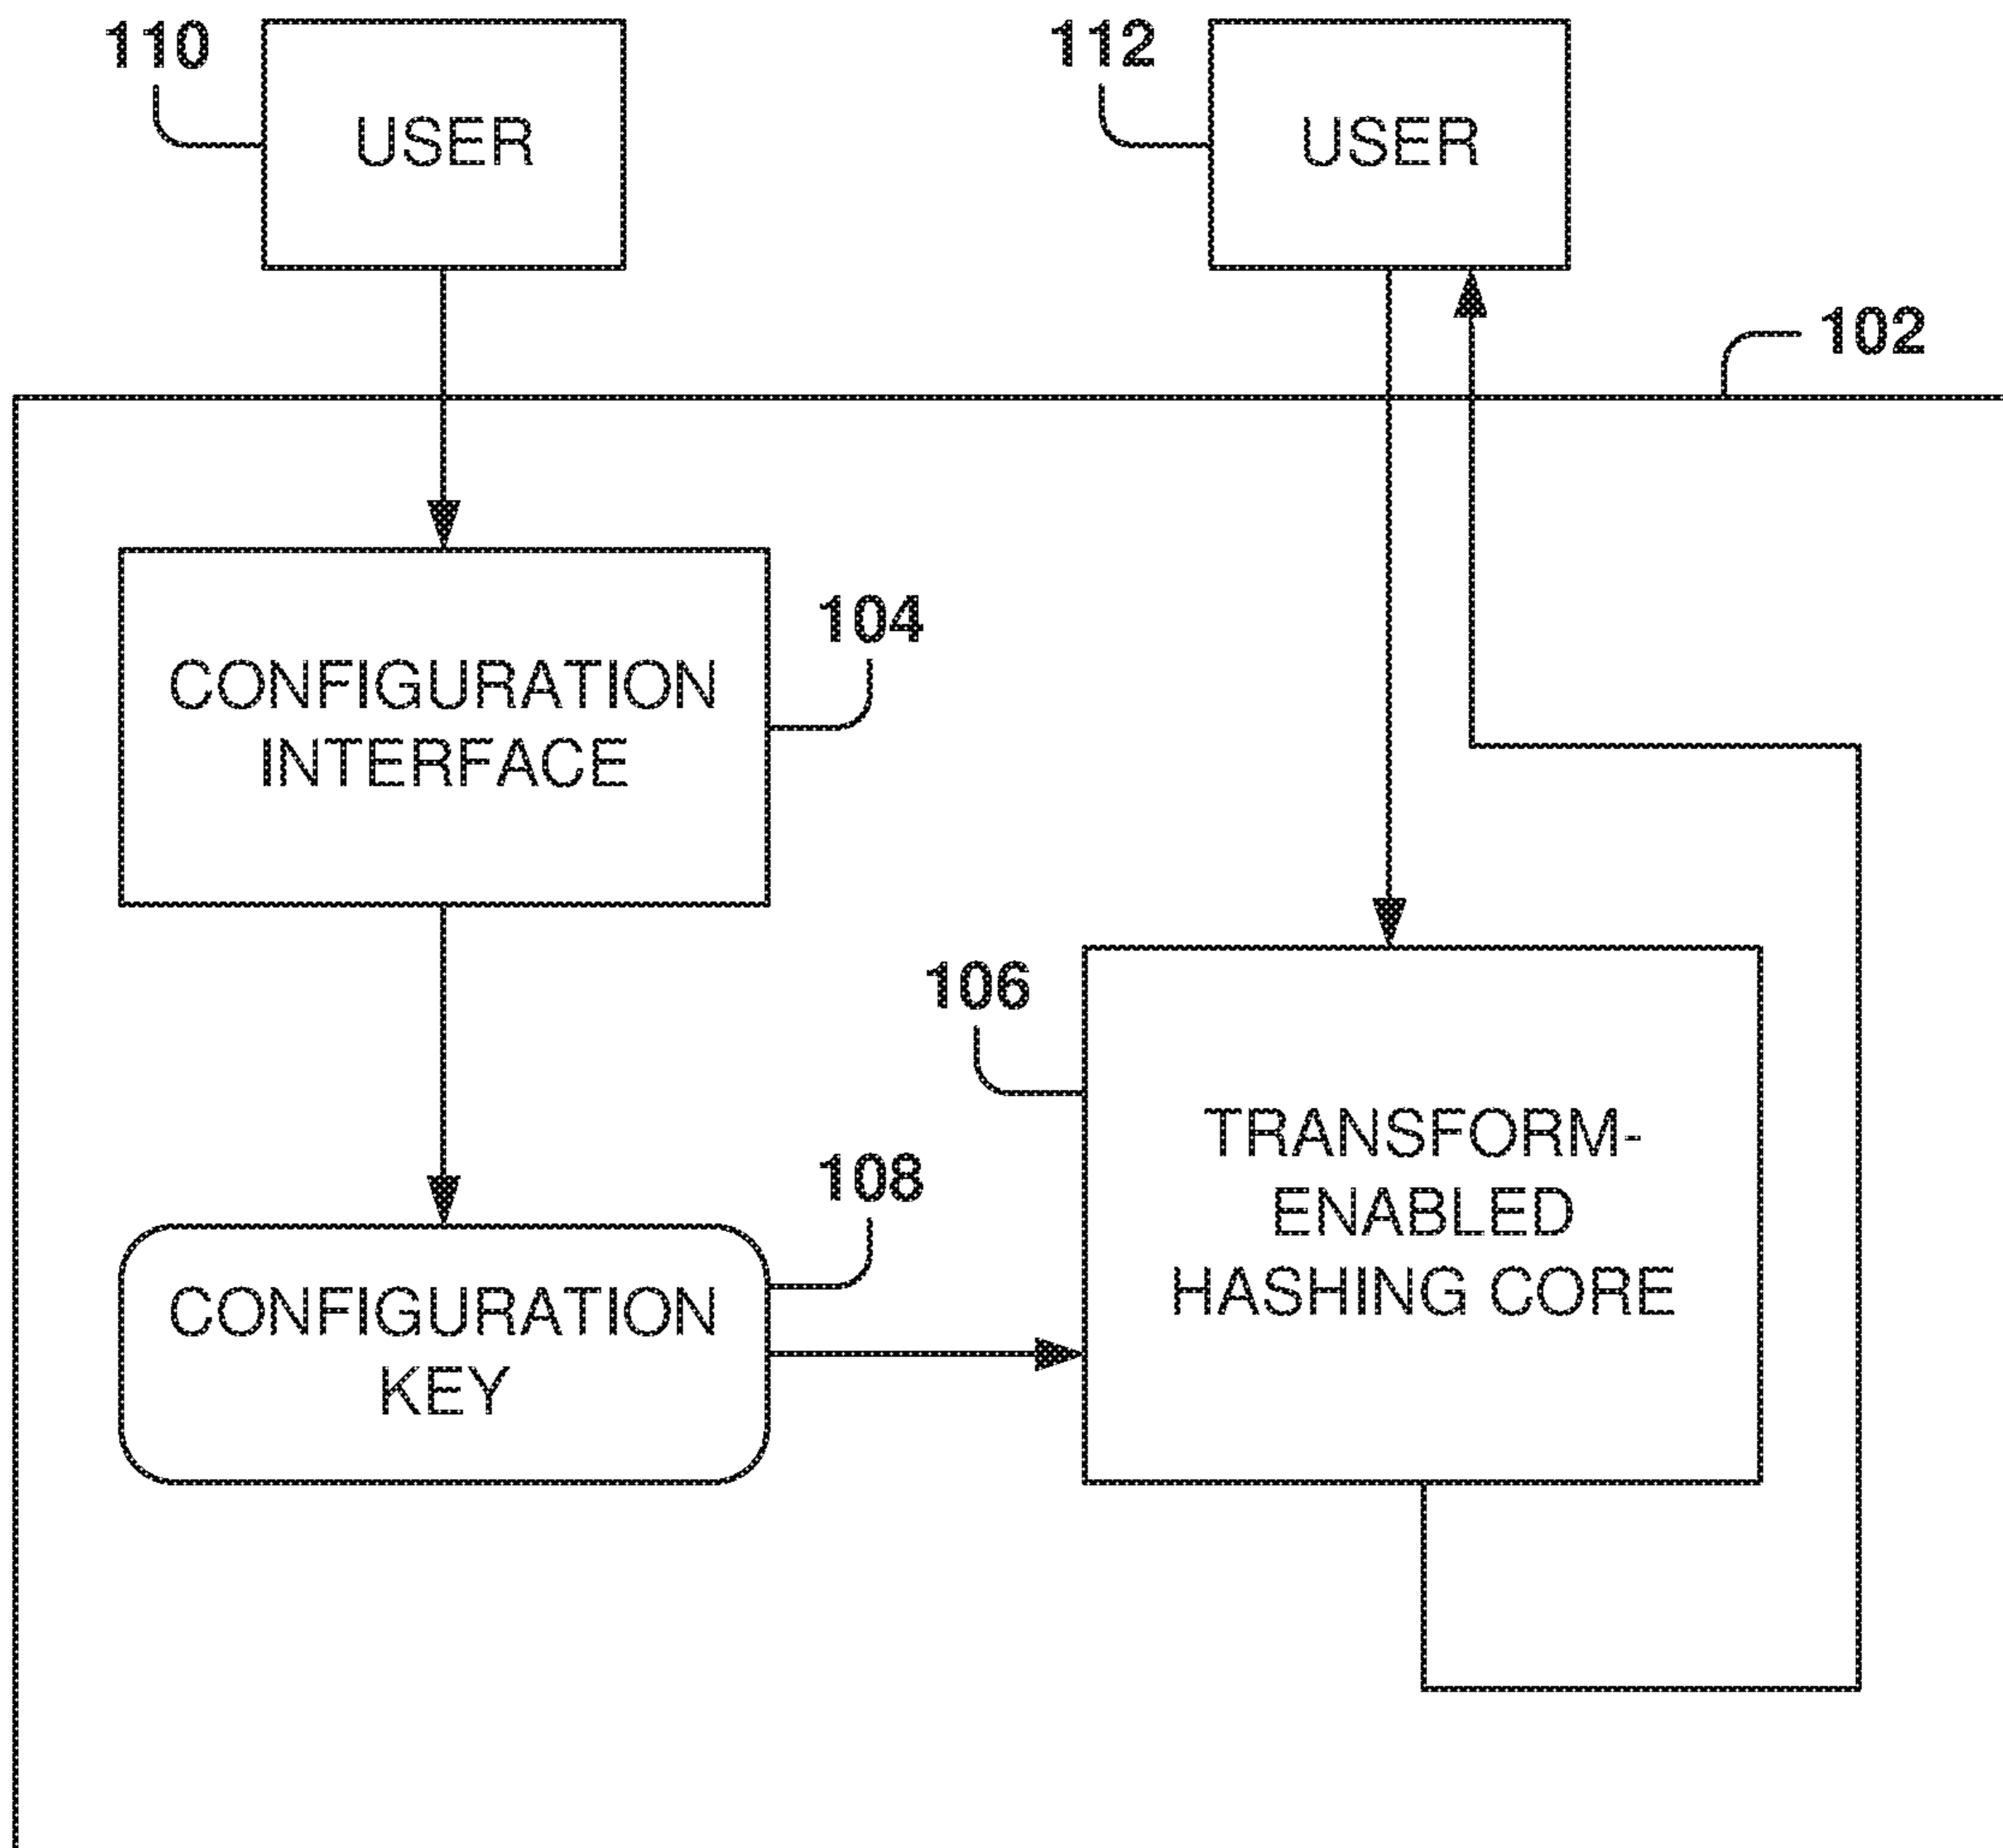 110
USER
112
USER
102
CONFIGURATION
INTERFACE
104
106
TRANSFORM-
ENABLED
HASHING CORE
108
CONFIGURATION
KEY